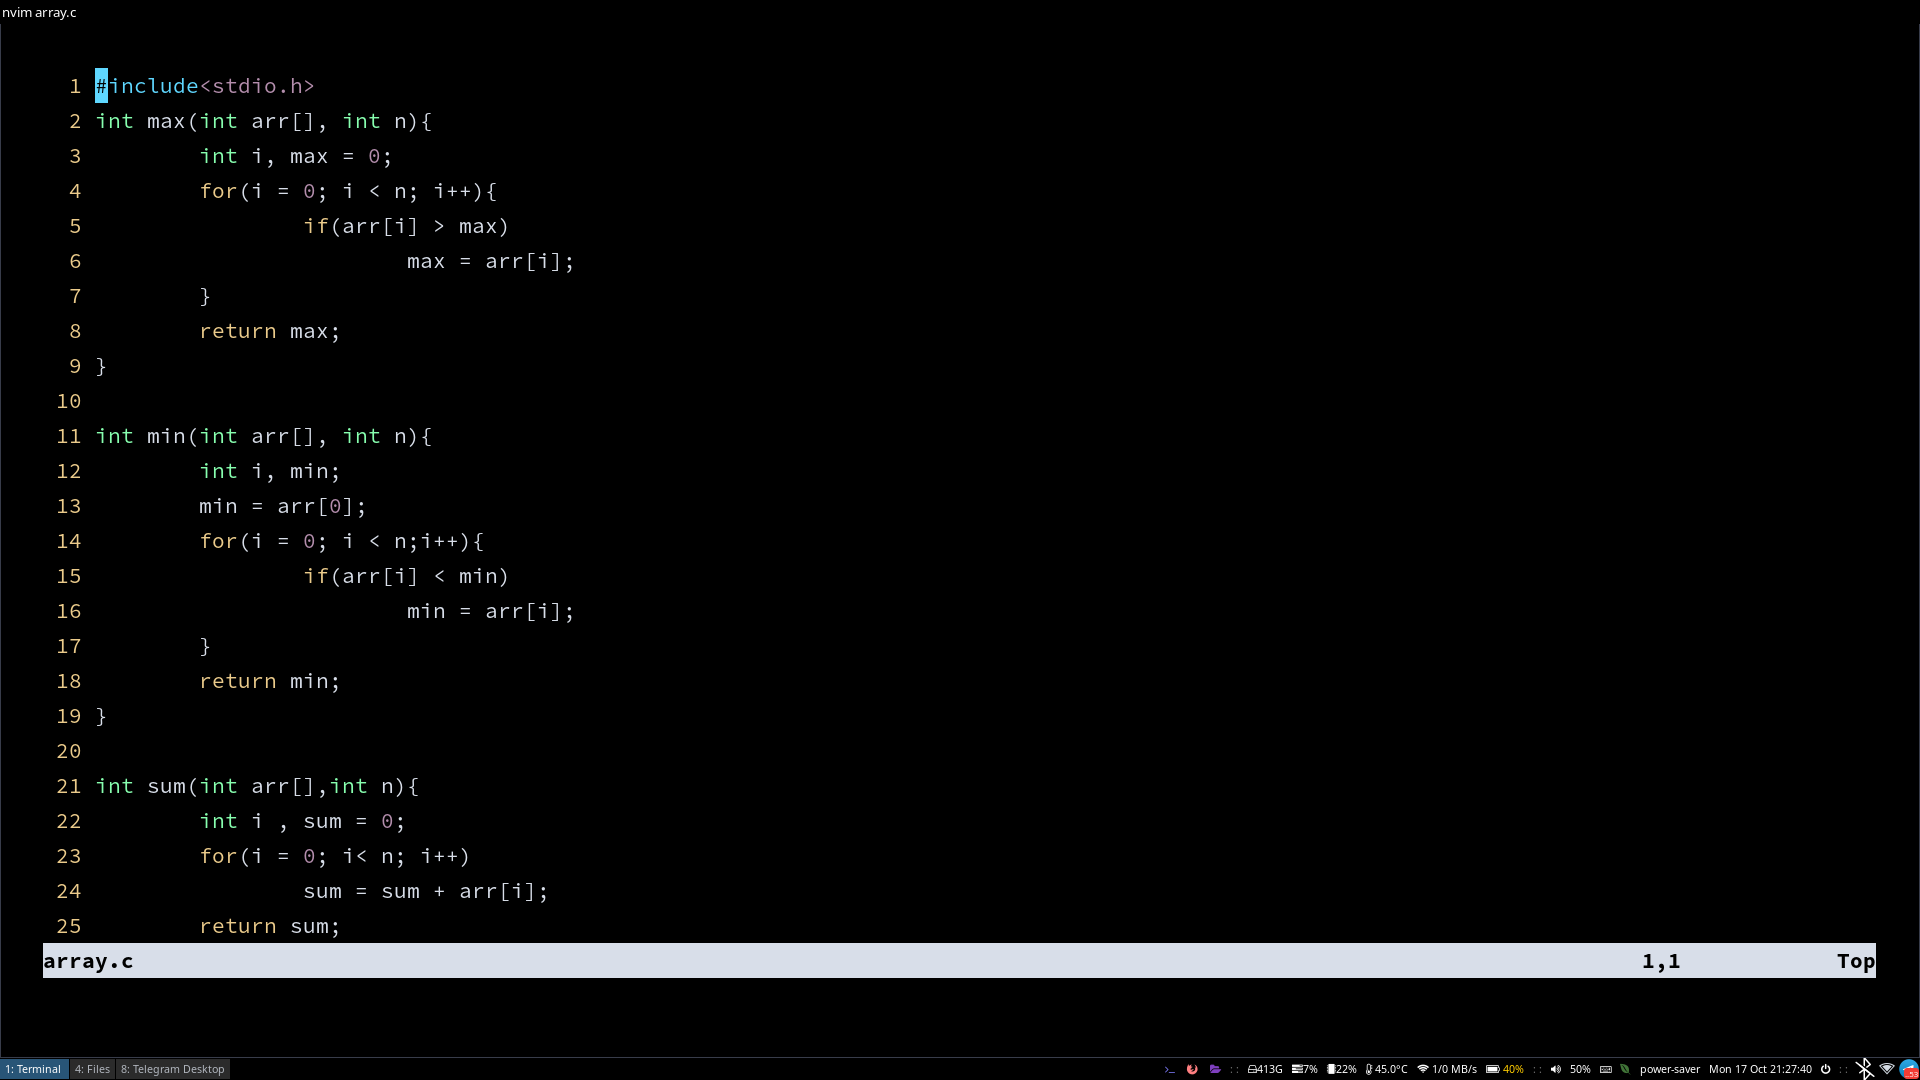 nvim array.c
1 #include<stdio.h>
2 int max(int arr[], int n){
3 int i, max = 0;
4 for(i = 0; i < n; i++){
5 if(arr[i] > max)
6 max = arr[i];
7 }
8 return max;
9 }
10
11 int min(int arr[], int n){
12 int i, min;
13 min = arr[0];
14 for(i = 0; i < n;i++){
15 if(arr[i] < min)
16 min = arr[i];
17 }
18 return min;
19 }
20
21 int sum(int arr[],int n){
22 int i , sum = 0;
23 for(i = 0; i< n; i++)
24 sum = sum + arr[i];
25 return sum;
array.c 1,1 Top
1: Terminal 4: Files 8: Telegram Desktop 413G 7% 22% 45.0°C 1/0 MB/s 40% 50% power-saver Mon 17 Oct 21:27:40